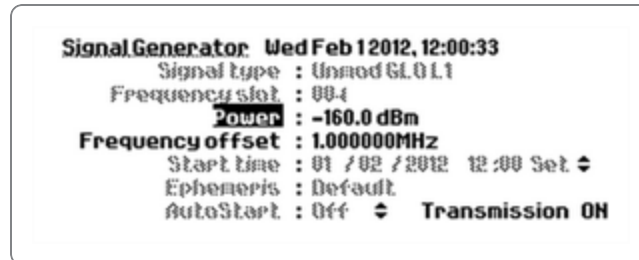 Signal Generator Wed Feb 1 2012, 12:00:33
Signal type : Unmod GLO L1
Frequency slot : 00-4
Power : -160.0 dBm
Frequency offset : 1.000000MHz
Start time : 01 / 02 / 2012 12 :00 Set
Ephemeris : Default
AutoStart : Off Transmission ON